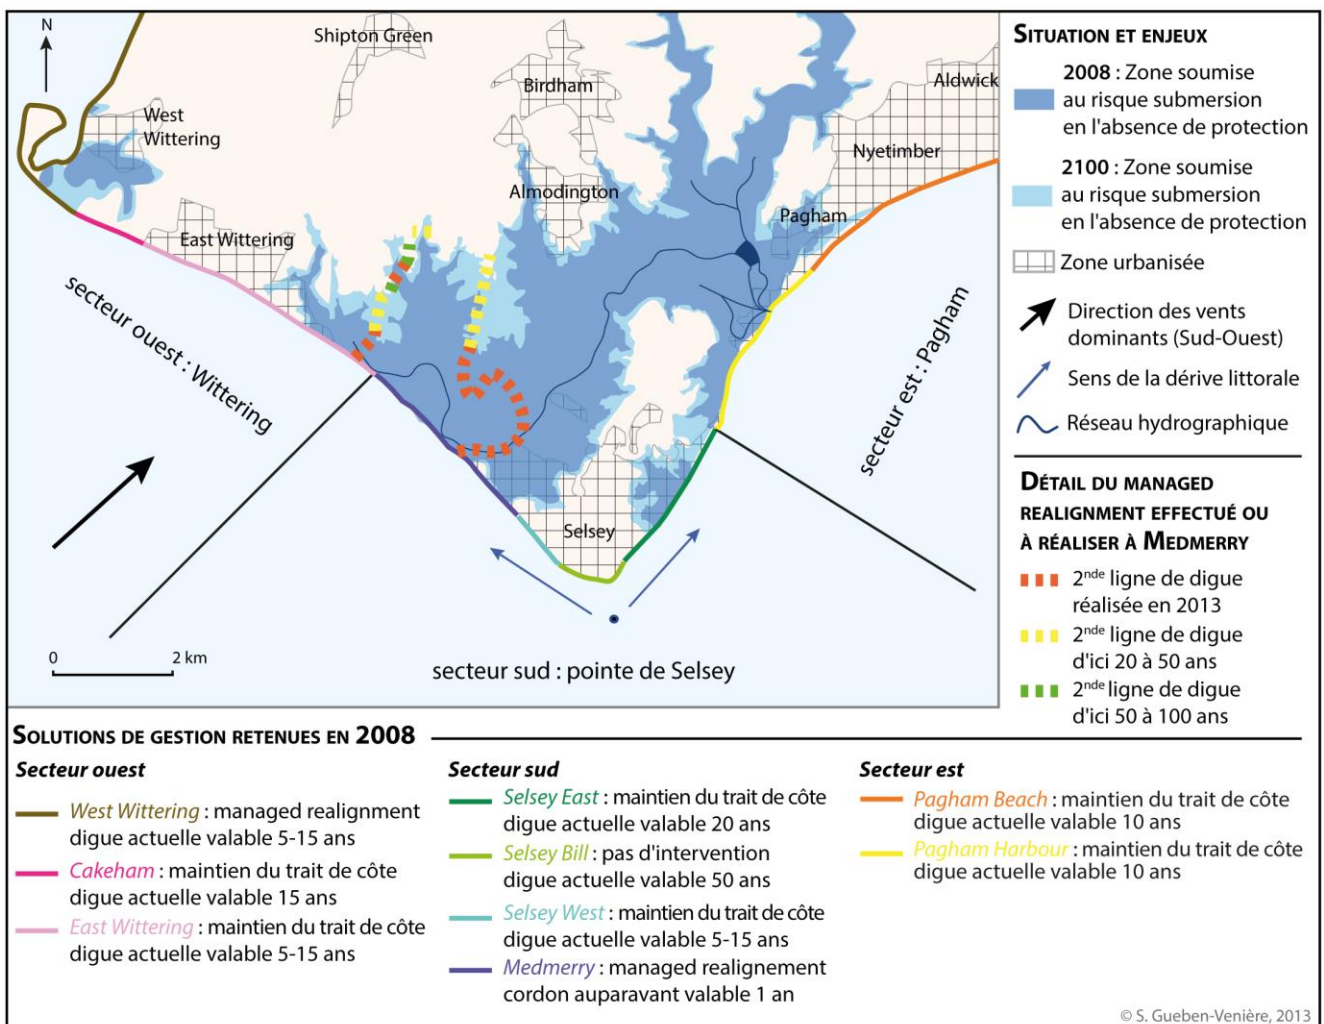 N
Shipton Green
Birdham
Aldwick
West
Wittering
Nyetimber
Almodington
Pagham
East Wittering
secteur ouest : Wittering
secteur est : Pagham
Selsey
0 2 km
secteur sud : pointe de Selsey
SITUATION ET ENJEUX
2008 : Zone soumise
au risque submersion
en l'absence de protection
2100 : Zone soumise
au risque submersion
en l'absence de protection
Zone urbanisée
Direction des vents
dominants (Sud-Ouest)
Sens de la dérive littorale
Réseau hydrographique
DÉTAIL DU MANAGED
REALIGNMENT EFFECTUÉ OU
À RÉALISER À MEDMERRY
2nde ligne de digue
réalisée en 2013
2nde ligne de digue
d'ici 20 à 50 ans
2nde ligne de digue
d'ici 50 à 100 ans
SOLUTIONS DE GESTION RETENUES EN 2008
Secteur ouest
West Wittering : managed realignment
digue actuelle valable 5-15 ans
Cakeham : maintien du trait de côte
digue actuelle valable 15 ans
East Wittering : maintien du trait de côte
digue actuelle valable 5-15 ans
Secteur sud
Selsey East : maintien du trait de côte
digue actuelle valable 20 ans
Selsey Bill : pas d'intervention
digue actuelle valable 50 ans
Selsey West : maintien du trait de côte
digue actuelle valable 5-15 ans
Medmerry : managed realignement
cordon auparavant valable 1 an
Secteur est
Pagham Beach : maintien du trait de côte
digue actuelle valable 10 ans
Pagham Harbour : maintien du trait de côte
digue actuelle valable 10 ans
© S. Gueben-Venière, 2013